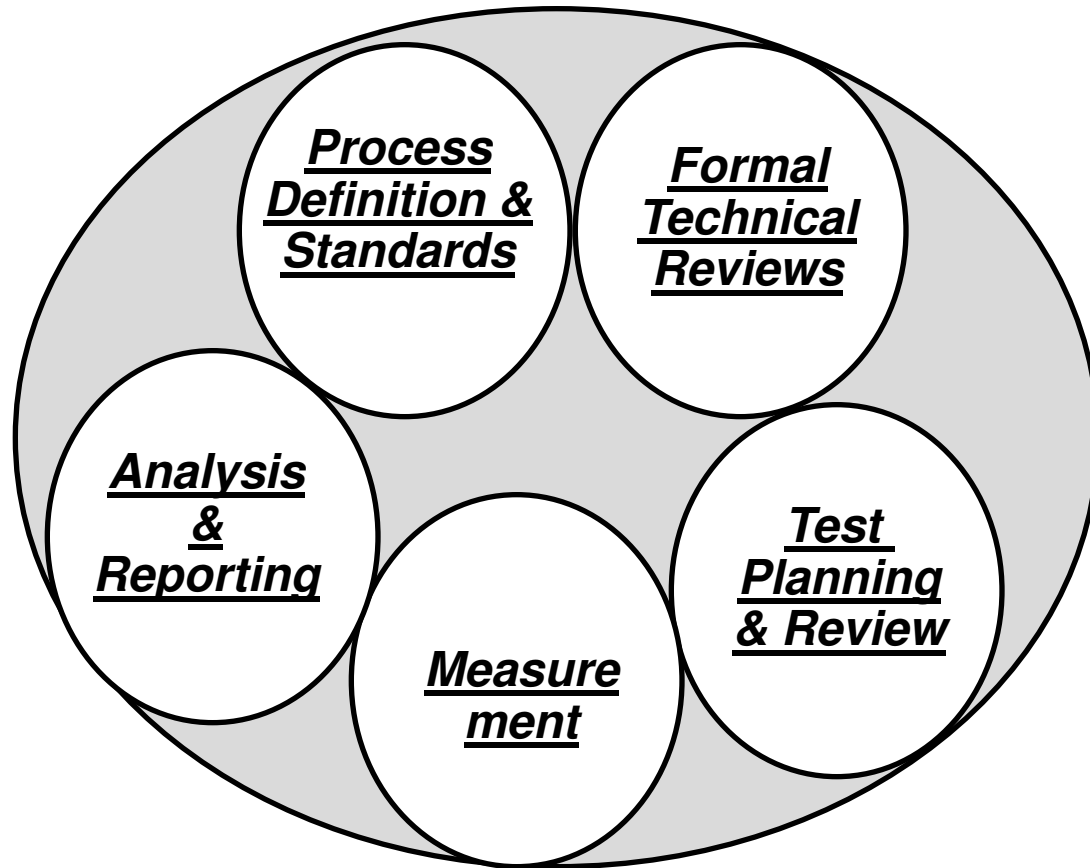 Process
Definition &
Standards
Formal
Technical
Reviews
Analysis
&
Reporting
Test
Planning
& Review
Measure
ment